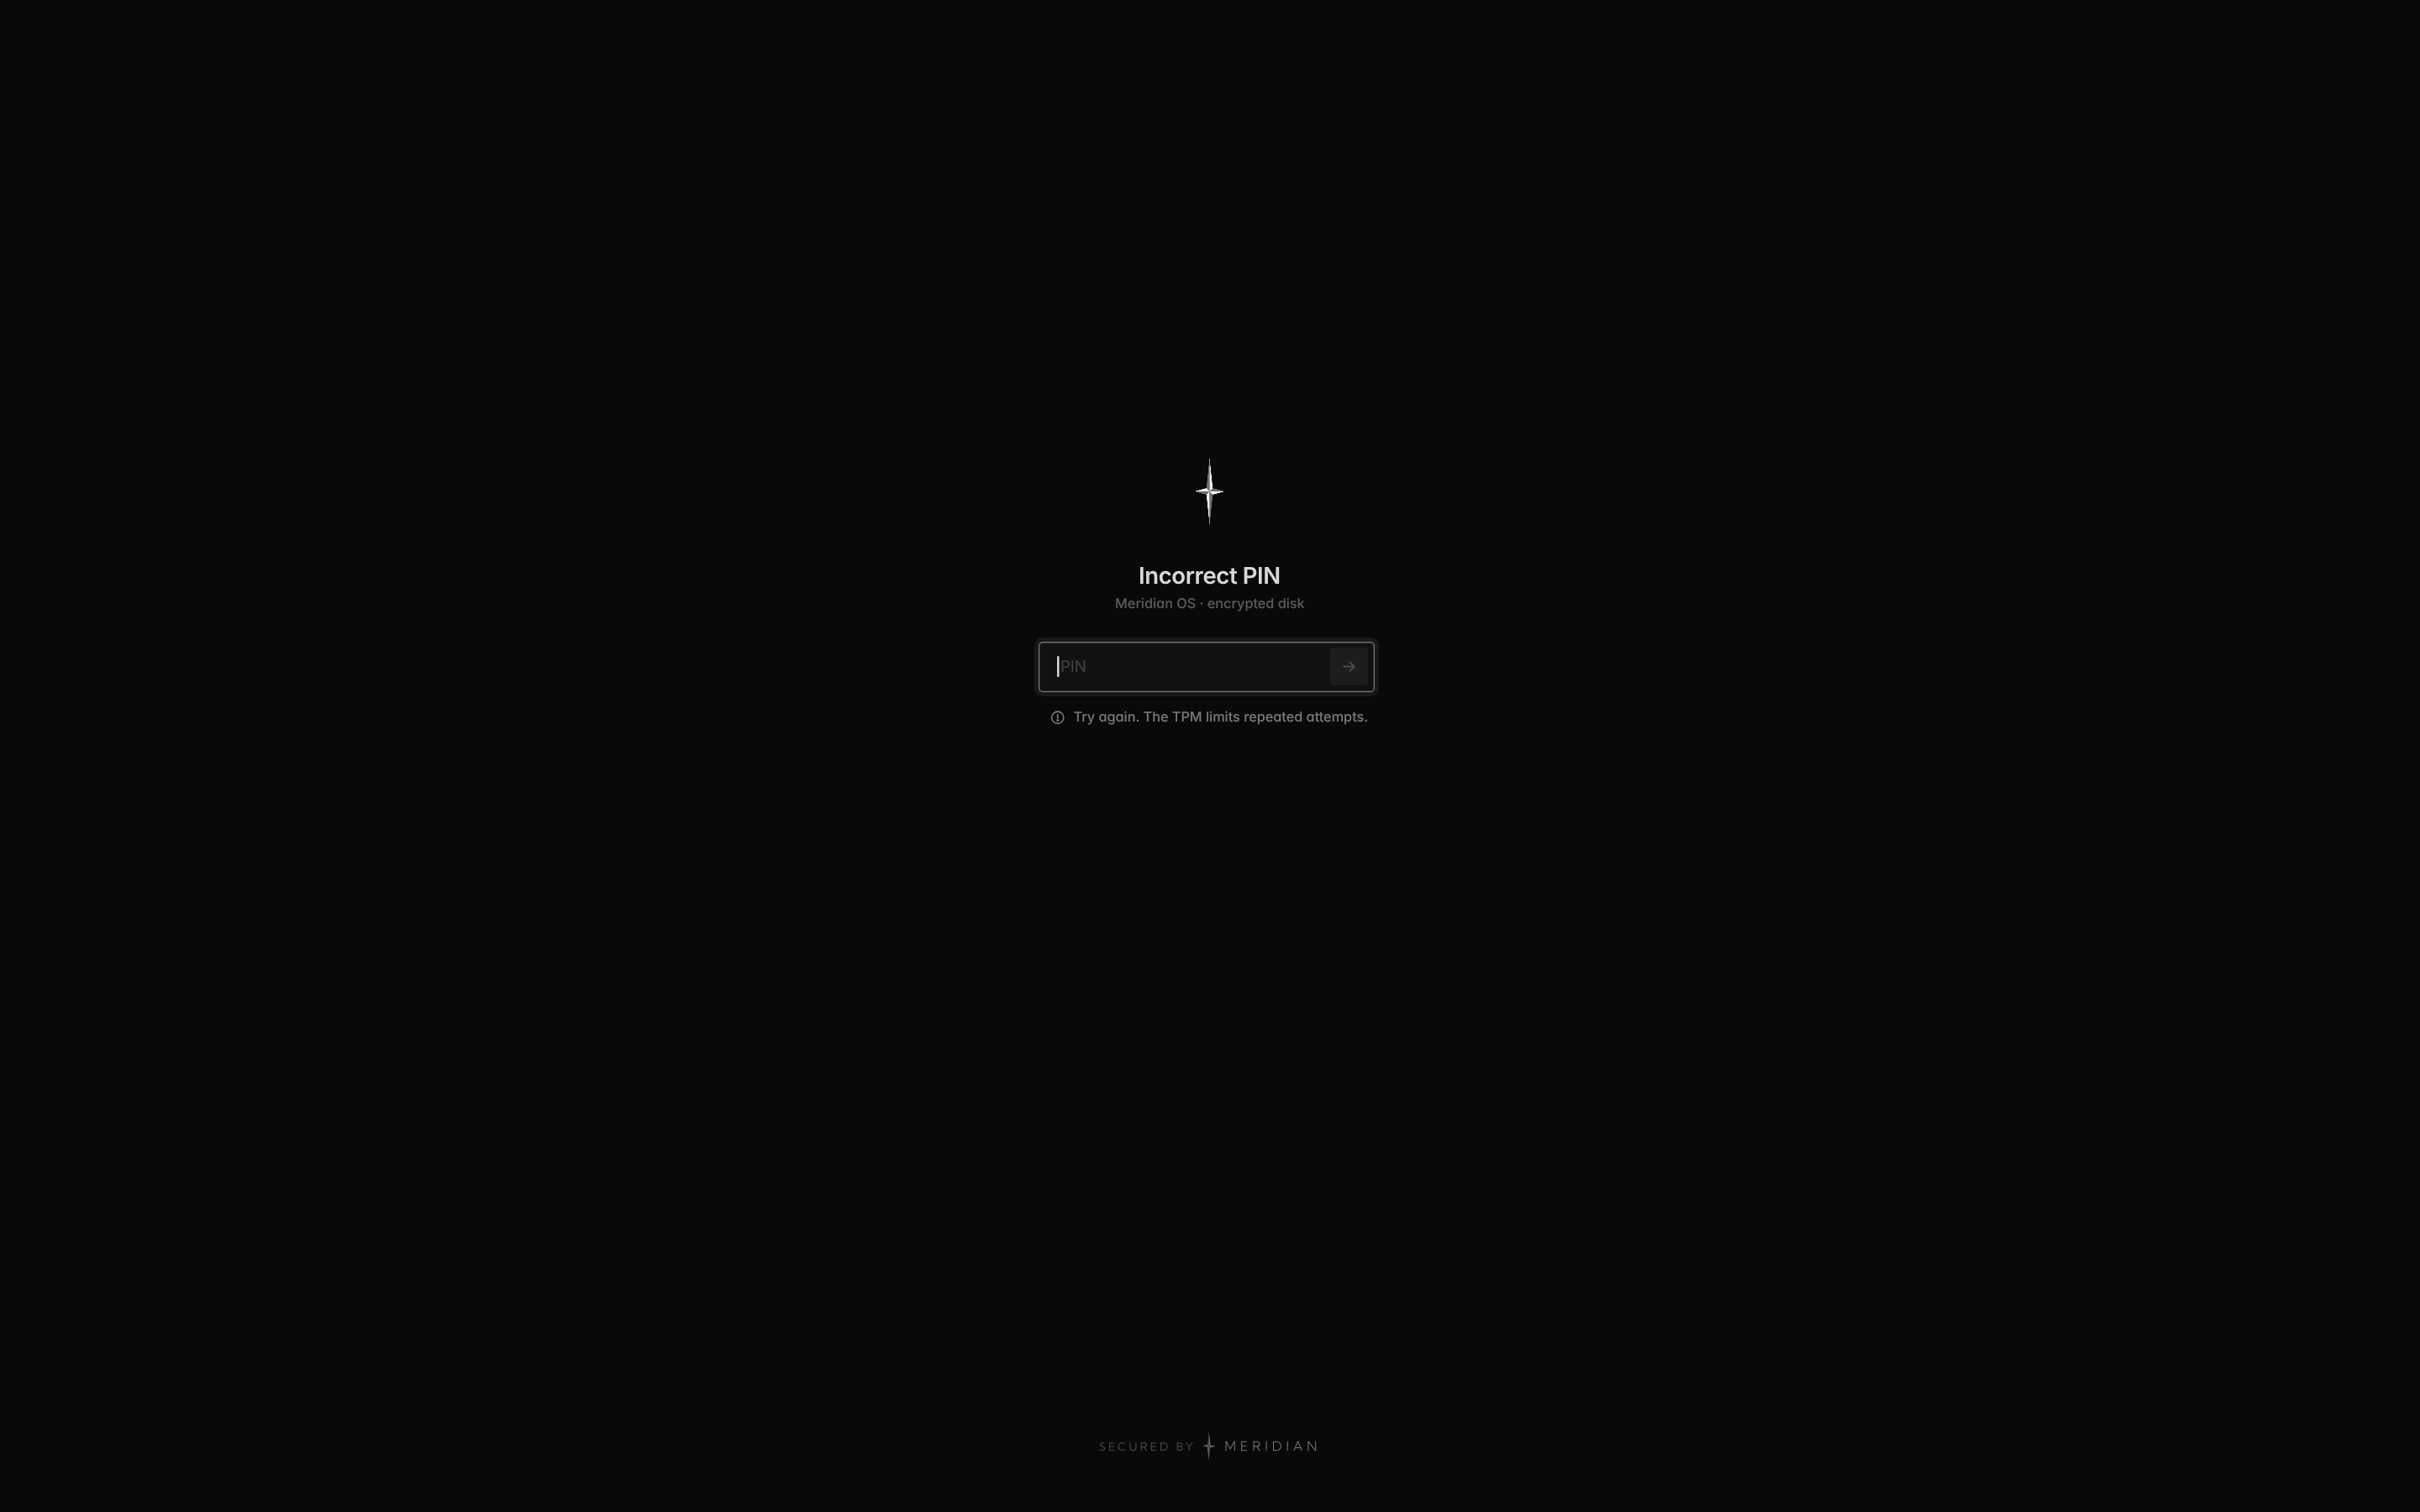 Incorrect PIN
Meridian OS · encrypted disk
PIN
Try again. The TPM limits repeated attempts.
SECURED BY MERIDIAN